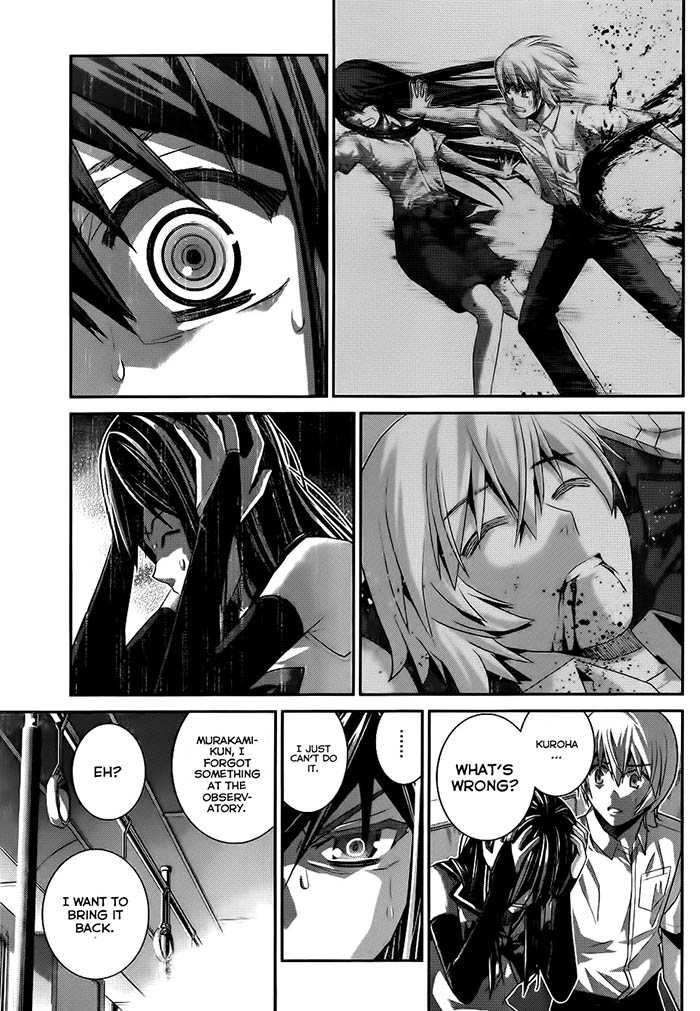 KUROHA
...
WHAT'S
WRONG?
........
I JUST
CAN'T DO
IT.
MURAKAMI-
KUN, I
FORGOT
SOMETHING
AT THE
OBSERV-
ATORY.
EH?
I WANT TO
BRING IT
BACK.